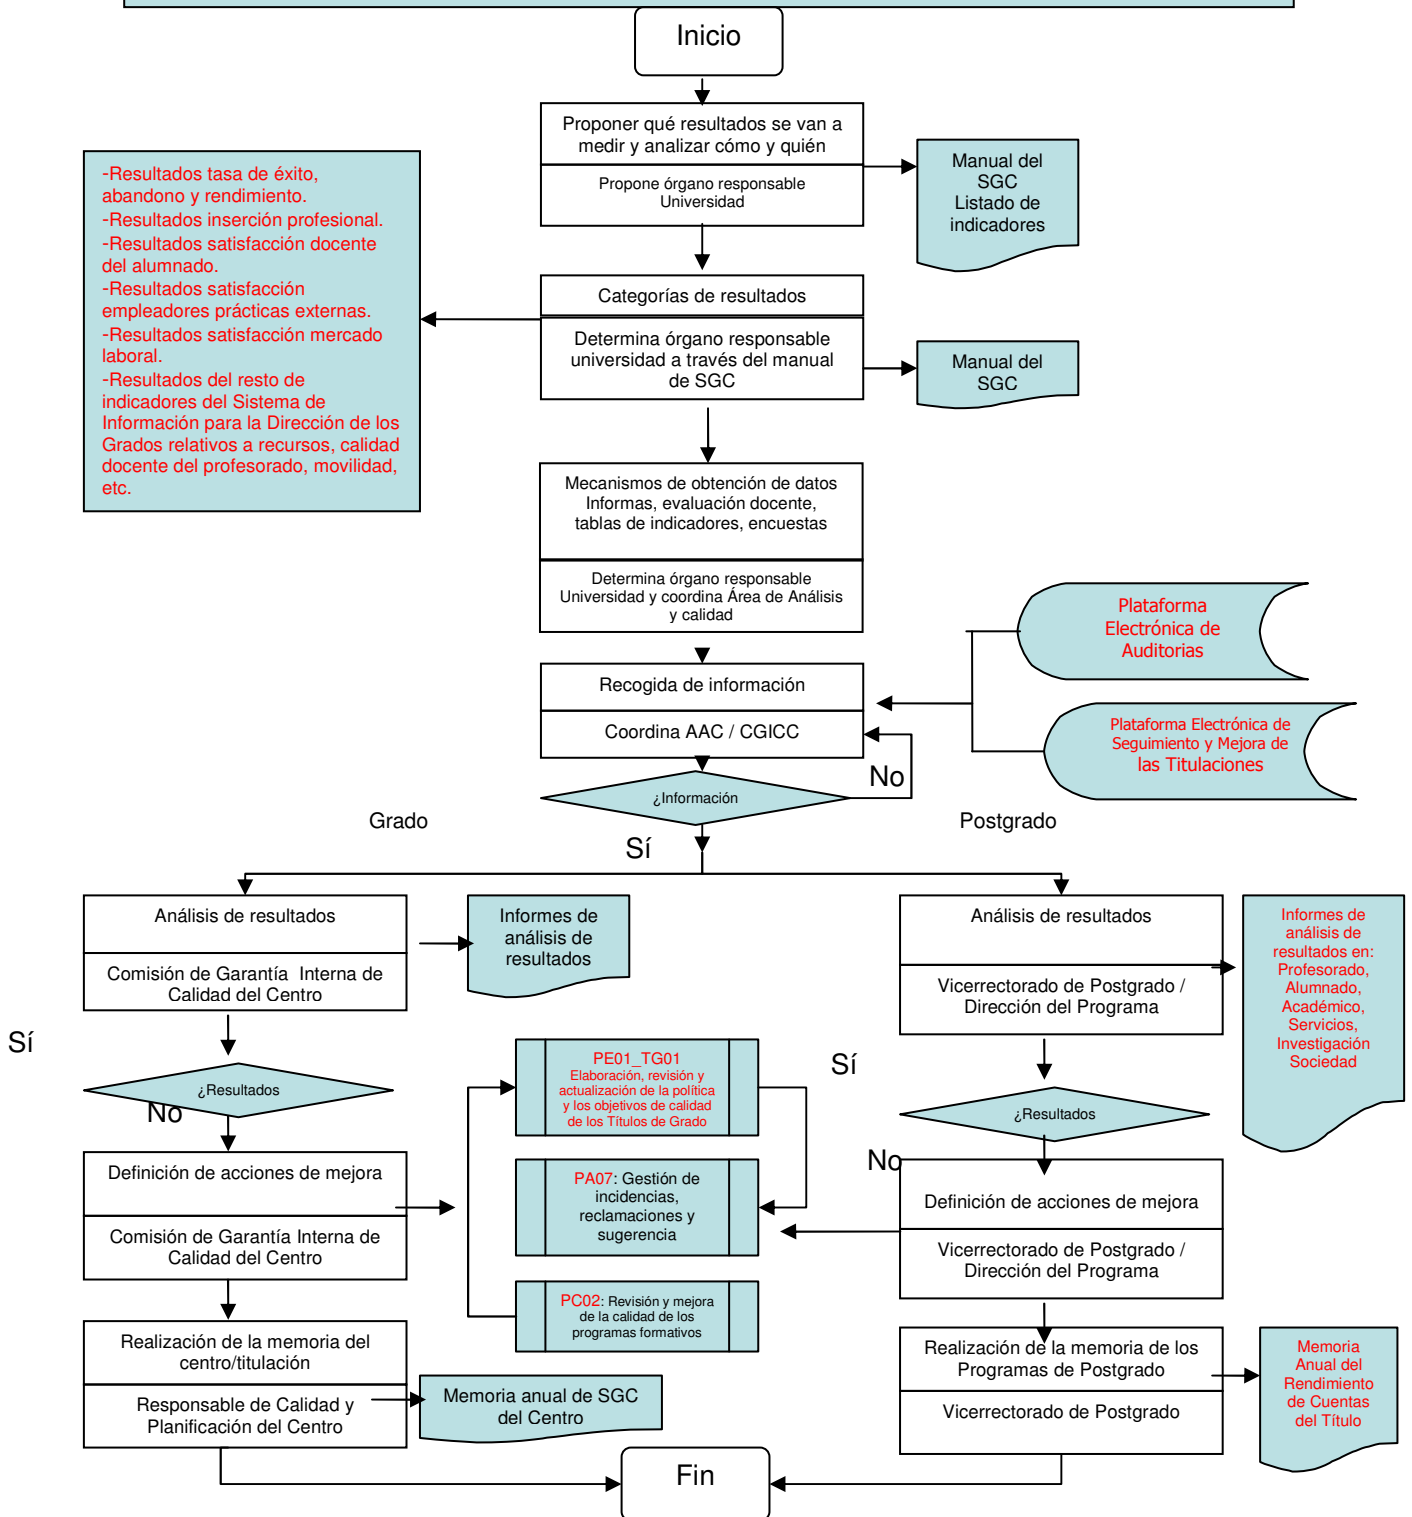 Inicio
Proponer qué resultados se van a
medir y analizar cómo y quién
Propone órgano responsable
Universidad
Manual del
SGC
Listado de
indicadores
-Resultados tasa de éxito,
abandono y rendimiento.
-Resultados inserción profesional.
-Resultados satisfacción docente
del alumnado.
-Resultados satisfacción
empleadores prácticas externas.
-Resultados satisfacción mercado
laboral.
-Resultados del resto de
indicadores del Sistema de
Información para la Dirección de los
Grados relativos a recursos, calidad
docente del profesorado, movilidad,
etc.
Categorías de resultados
Determina órgano responsable
universidad a través del manual
de SGC
Manual del
SGC
Mecanismos de obtención de datos
Informas, evaluación docente,
tablas de indicadores, encuestas
Determina órgano responsable
Universidad y coordina Área de Análisis
y calidad
Plataforma
Electrónica de
Auditorias
Recogida de información
Coordina AAC / CGICC
Plataforma Electrónica de
Seguimiento y Mejora de
las Titulaciones
No
¿Información
Grado
Postgrado
Sí
Análisis de resultados
Comisión de Garantía Interna de
Calidad del Centro
Informes de
análisis de
resultados
Análisis de resultados
Vicerrectorado de Postgrado /
Dirección del Programa
Informes de
análisis de
resultados en:
Profesorado,
Alumnado,
Académico,
Servicios,
Investigación
Sociedad
Sí
¿Resultados
No
PE01_TG01
Elaboración, revisión y
actualización de la política
y los objetivos de calidad
de los Títulos de Grado
Sí
¿Resultados
No
Definición de acciones de mejora
Comisión de Garantía Interna de
Calidad del Centro
PA07: Gestión de
incidencias,
reclamaciones y
sugerencia
Definición de acciones de mejora
Vicerrectorado de Postgrado /
Dirección del Programa
PC02: Revisión y mejora
de la calidad de los
programas formativos
Realización de la memoria del
centro/titulación
Responsable de Calidad y
Planificación del Centro
Memoria anual de SGC
del Centro
Realización de la memoria de los
Programas de Postgrado
Vicerrectorado de Postgrado
Memoria
Anual del
Rendimiento
de Cuentas
del Título
Fin